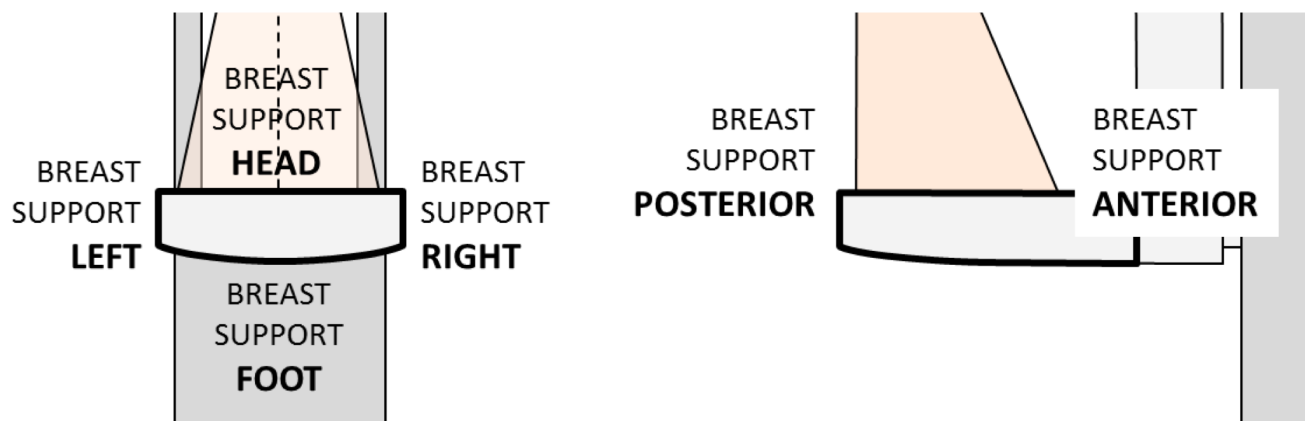 BREAST
SUPPORT
HEAD
BREAST
SUPPORT
LEFT
BREAST
SUPPORT
RIGHT
BREAST
SUPPORT
FOOT
BREAST
SUPPORT
POSTERIOR
BREAST
SUPPORT
ANTERIOR